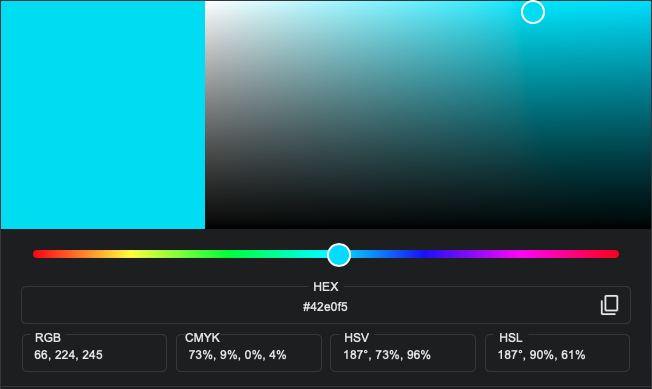 HEX
#42e0f5
RGB CMYK HSV HSL
66, 224, 245 73%, 9%, 0%, 4% 187°, 73%, 96% 187°, 90%, 61%